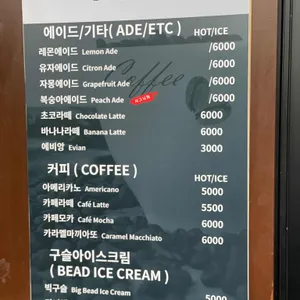 에이드/기타 ( ADE/ETC ) HOT/ICE
레몬에이드 Lemon Ade /6000
유자에이드 Citron Ade /6000
자몽에이드 Grapefruit Ade /6000
Coffee
복숭아에이드 Peach Ade /6000
초코라떼 Chocolate Latte 6000
바나나라떼 Banana Latte 6000
에비앙 Evian 3000
커피 ( COFFEE ) HOT/ICE
아메리카노 Americano 5000
카페라떼 Café Latte 5500
카페모카 Café Mocha 6000
카라멜마끼아또 Caramel Macchiato 6000
구슬아이스크림
( BEAD ICE CREAM )
빅구슬 Big Bead Ice Cream 5000